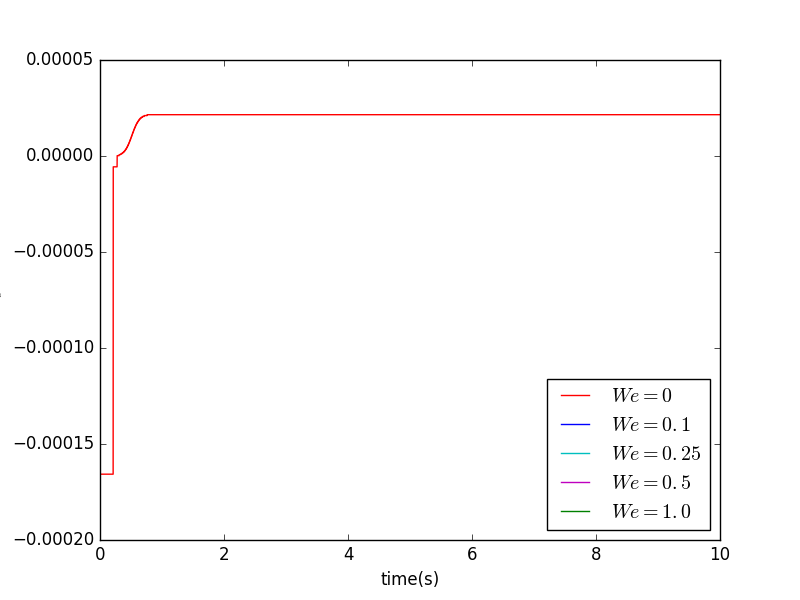 0.00005
0.00000
−0.00005
−0.00010
−0.00015
−0.00020
0 2 4 6 8 10
time(s)
We = 0
We = 0.1
We = 0.25
We = 0.5
We = 1.0